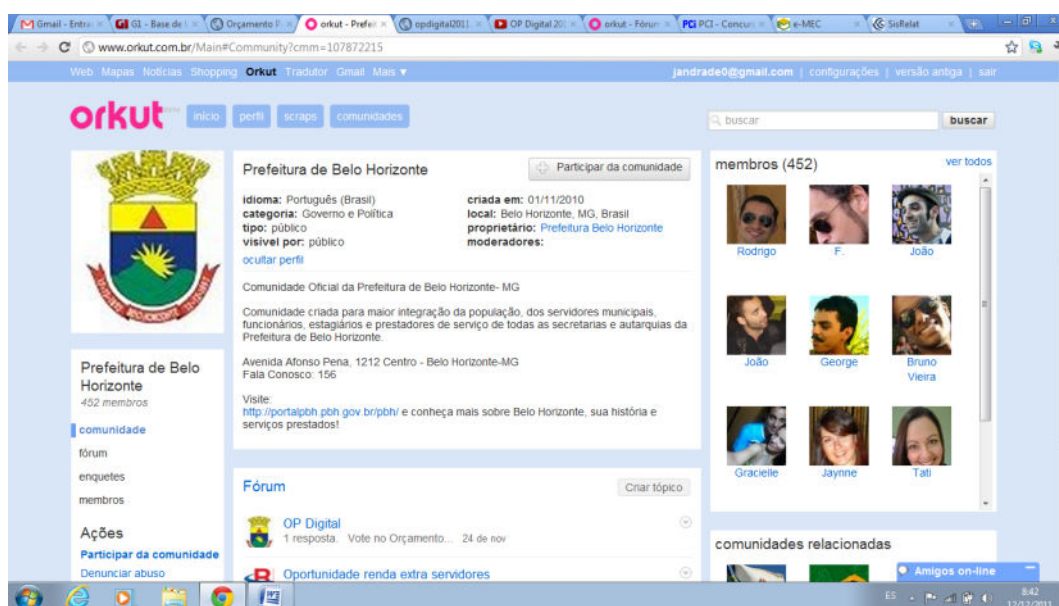 Gmail - Entra
G1 - Base de
Orçamento P
orkut - Prefei
opdigital2011
OP Digital 201
orkut - Fórum
PCi PCI - Concur
e-MEC
SisRelat
www.orkut.com.br/Main#Community?cmm=107872215
Web Mapas Notícias Shopping Orkut Tradutor Gmail Mais ▼
jandrade0@gmail.com | configurações | versão antiga | sair
orkut
início perfil scraps comunidades
buscar
buscar
Prefeitura de Belo Horizonte
Participar da comunidade
idioma: Português (Brasil)
categoria: Governo e Política
tipo: público
visível por: público
ocultar perfil
criada em: 01/11/2010
local: Belo Horizonte, MG, Brasil
proprietário: Prefeitura Belo Horizonte
moderadores:
Comunidade Oficial da Prefeitura de Belo Horizonte- MG
Comunidade criada para maior integração da população, dos servidores municipais,
funcionários, estagiários e prestadores de serviço de todas as secretarias e autarquias da
Prefeitura de Belo Horizonte.
Avenida Afonso Pena, 1212 Centro - Belo Horizonte-MG
Fala Conosco: 156
Visite:
http://portalpbh.pbh.gov.br/pbh/ e conheça mais sobre Belo Horizonte, sua história e
serviços prestados!
Prefeitura de Belo
Horizonte
452 membros
comunidade
fórum
enquetes
membros
Ações
Participar da comunidade
Denunciar abuso
Fórum
Criar tópico
OP Digital
1 resposta. Vote no Orçamento... 24 de nov
Oportunidade renda extra servidores
membros (452)
ver todos
Rodrigo
F.
João
João
George
Bruno
Vieira
Gracielle
Jaynne
Tati
comunidades relacionadas
Amigos on-line
ES
8:42
12/12/2011